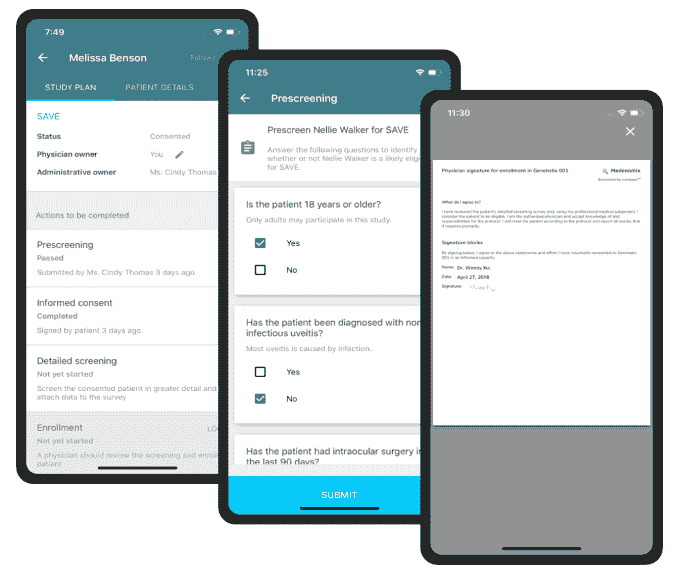 7:49
Melissa Benson
Follow?
STUDY PLAN
PATIENT DETAILS
SAVE
Status Consented
Physician owner You
Administrative owner Ms. Cindy Thomas
Actions to be completed
Prescreening
Passed
Submitted by Ms. Cindy Thomas 3 days ago.
Informed consent
Completed
Signed by patient 3 days ago.
Detailed screening
Not yet started
Screen the consented patient in greater detail and
attach data to the survey
Enrollment LO
Not yet started
A physician should review the screening and enroll
patient
11:25
Prescreening
Prescreen Nellie Walker for SAVE
Answer the following questions to identify
whether or not Nellie Walker is a likely elig
for SAVE.
Is the patient 18 years or older?
Only adults may participate in this study.
Yes
No
Has the patient been diagnosed with non
infectious uveitis?
Most uveitis is caused by infection.
Yes
No
Has the patient had intraocular surgery in
the last 90 days?
SUBMIT
11:30
Physician signature for enrollment in Genehelix 001
Medenomix
What do I agree to?
I have reviewed the patient's detailed screening survey and, using my professional medical judgement, I
consider the patient to be eligible. I am the authorised physician and accept knowledge of and
responsibilities for the protocol. I will treat the patient according to the protocol and report all events that
it requires promptly.
Signature blocks
By signing below, I agree to the above statements and affirm I have voluntarily consented to Genehelix
001 in an informed capacity.
Name: Dr. Wendy Xu
Date: April 27, 2018
Signature: